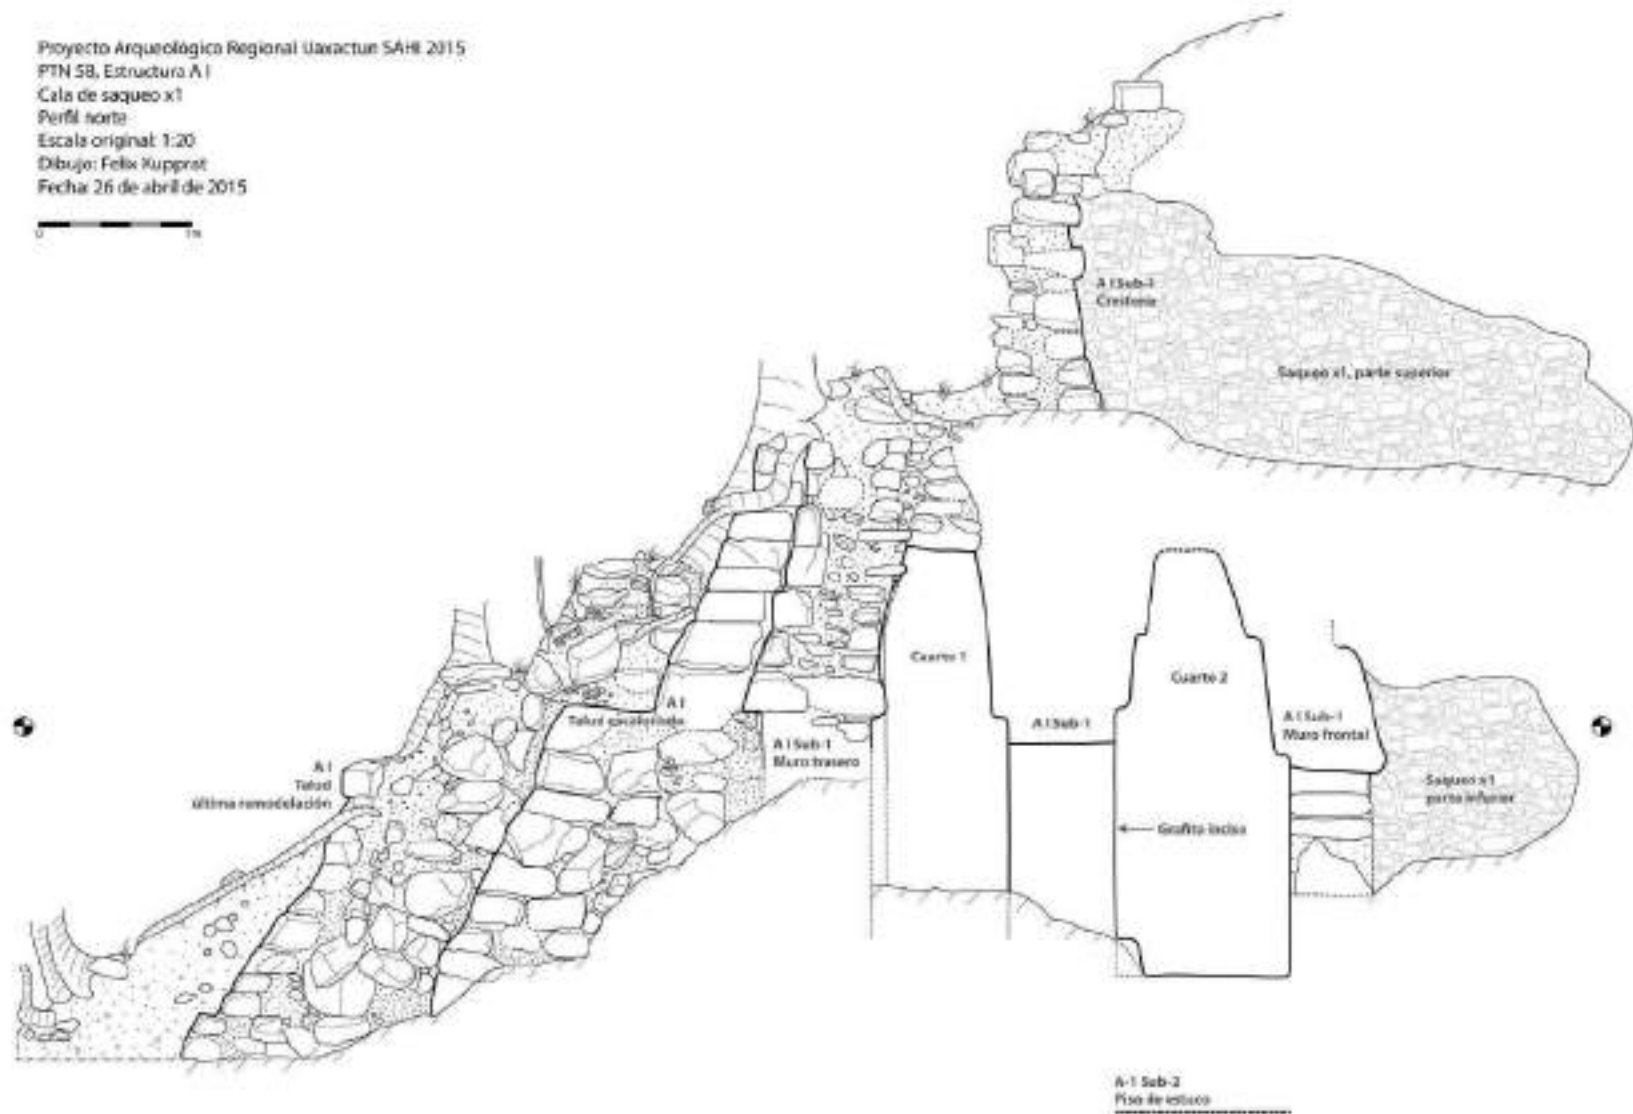 Proyecto Arqueológico Regional Uaxactun SAHI 2015
PTN 58, Estructura A I
Cala de saqueo x1
Perfil norte
Escala original: 1:20
Dibujo: Felix Kupprat
Fecha: 26 de abril de 2015
0 1m
A I Sub-1
Crestería
Saqueo x1, parte superior
Cuarto 1
Cuarto 2
A I
Talud escalonado
A I Sub-1
A I Sub-1
Muro frontal
A I Sub-1
Muro trasero
A I
Talud
última remodelación
Saqueo x1
parte inferior
Grafito inciso
A-1 Sub-2
Piso de estuco